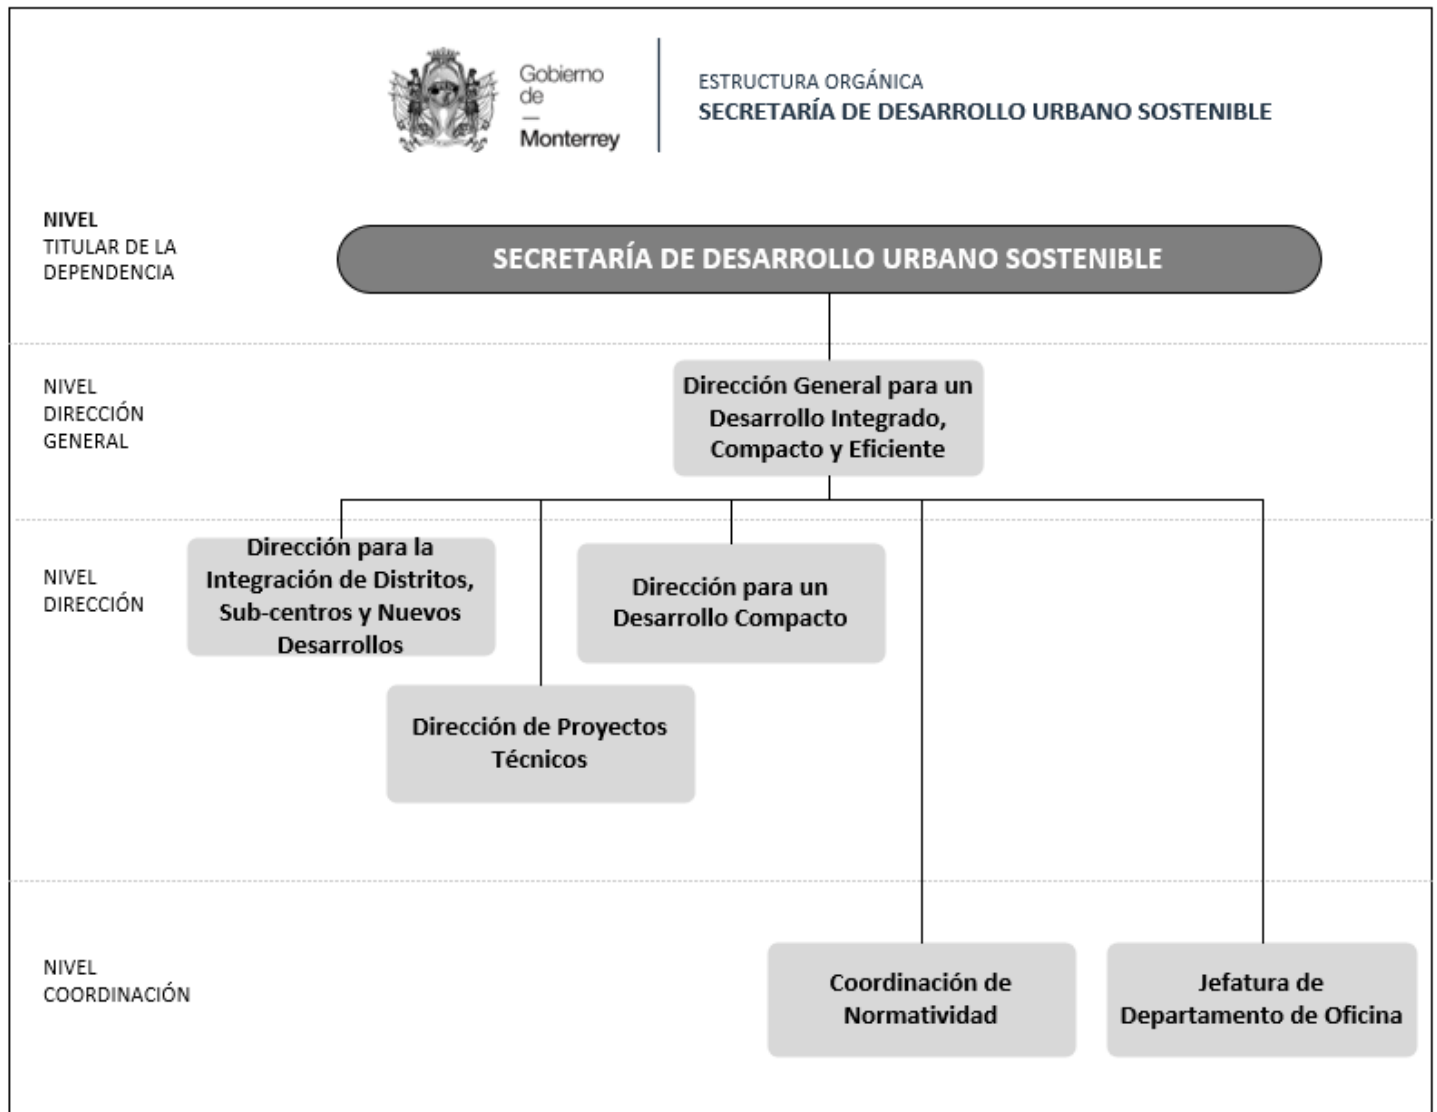 Gobierno
de
—
Monterrey
ESTRUCTURA ORGÁNICA
SECRETARÍA DE DESARROLLO URBANO SOSTENIBLE
NIVEL
TITULAR DE LA
DEPENDENCIA
SECRETARÍA DE DESARROLLO URBANO SOSTENIBLE
NIVEL
DIRECCIÓN
GENERAL
Dirección General para un
Desarrollo Integrado,
Compacto y Eficiente
NIVEL
DIRECCIÓN
Dirección para la
Integración de Distritos,
Sub-centros y Nuevos
Desarrollos
Dirección para un
Desarrollo Compacto
Dirección de Proyectos
Técnicos
NIVEL
COORDINACIÓN
Coordinación de
Normatividad
Jefatura de
Departamento de Oficina